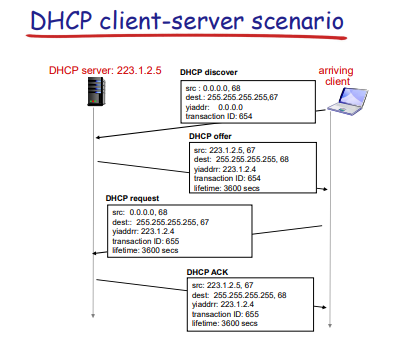 DHCP client-server scenario
DHCP server: 223.1.2.5
arriving
client
DHCP discover
src : 0.0.0.0, 68
dest.: 255.255.255.255,67
yiaddr: 0.0.0.0
transaction ID: 654
DHCP offer
src: 223.1.2.5, 67
dest: 255.255.255.255, 68
yiaddrr: 223.1.2.4
transaction ID: 654
lifetime: 3600 secs
DHCP request
src: 0.0.0.0, 68
dest:: 255.255.255.255, 67
yiaddrr: 223.1.2.4
transaction ID: 655
lifetime: 3600 secs
DHCP ACK
src: 223.1.2.5, 67
dest: 255.255.255.255, 68
yiaddrr: 223.1.2.4
transaction ID: 655
lifetime: 3600 secs